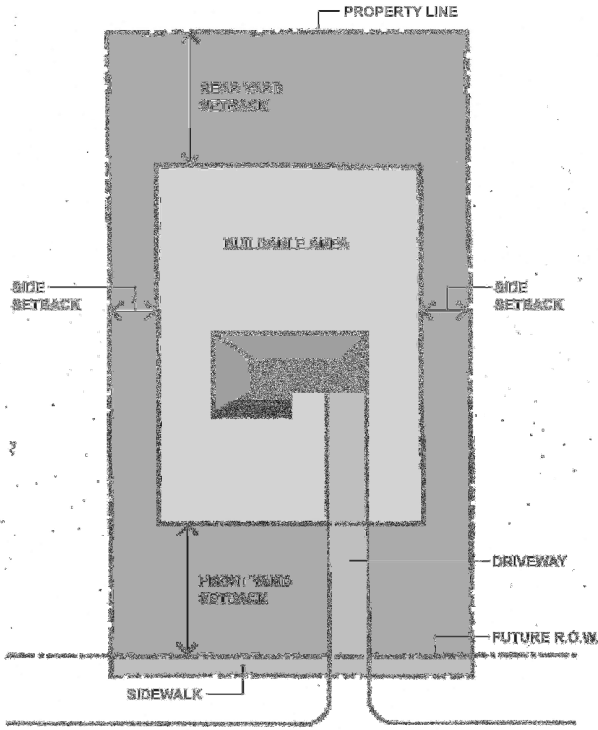 PROPERTY LINE
REAR YARD
SETBACK
BUILDABLE AREA
SIDE
SETBACK
SIDE
SETBACK
FRONT YARD
SETBACK
DRIVEWAY
FUTURE R.O.W.
SIDEWALK